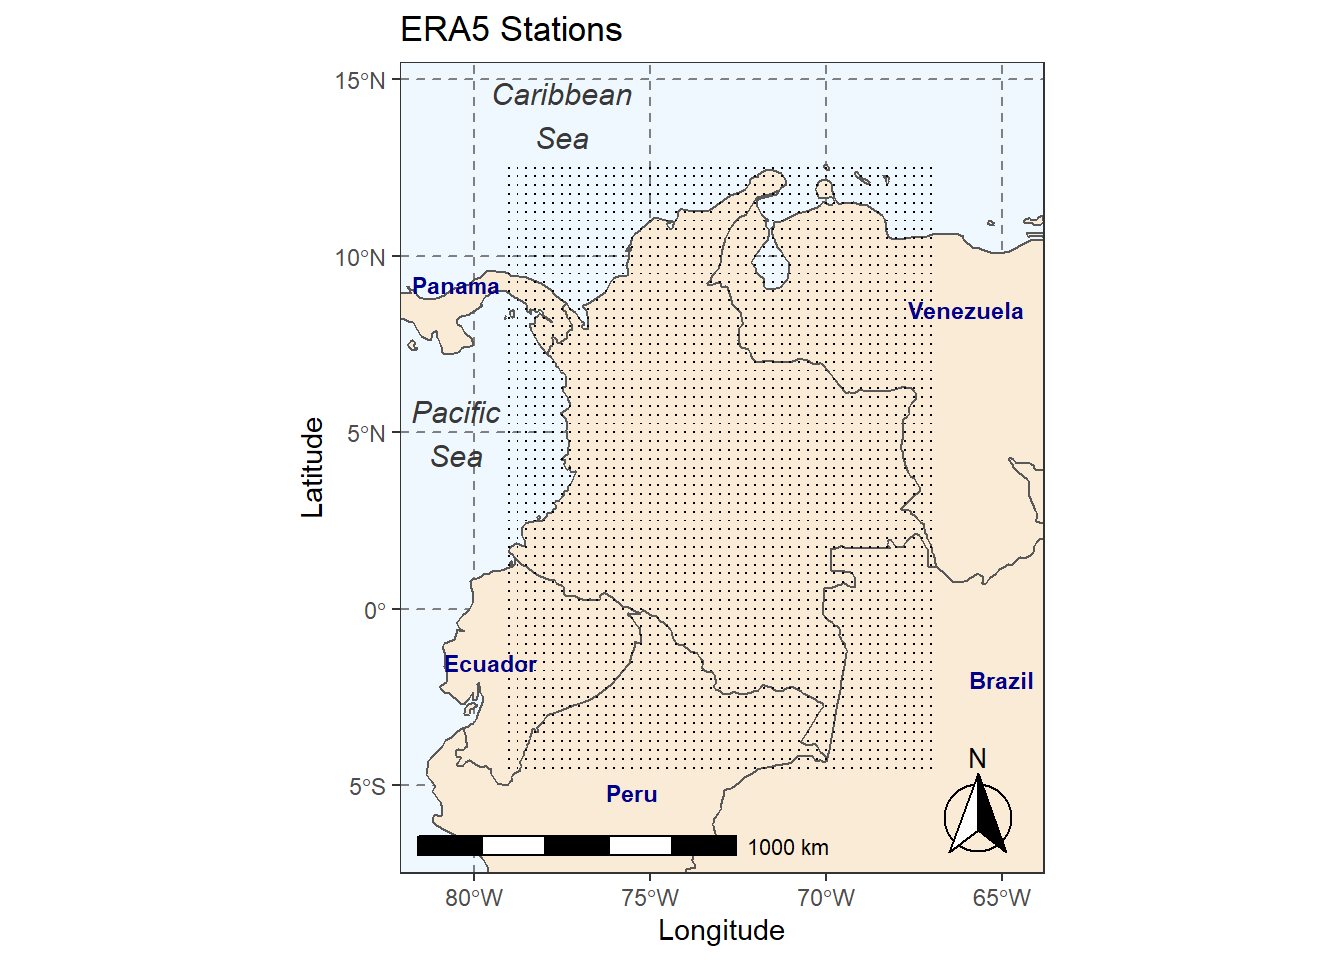 ERA5 Stations
15°N
Caribbean
Sea
10°N
Panama
Venezuela
Pacific
5°N
Sea
Latitude
0°
Ecuador
Brazil
N
5°S
Peru
1000 km
80°W
75°W
70°W
65°W
Longitude